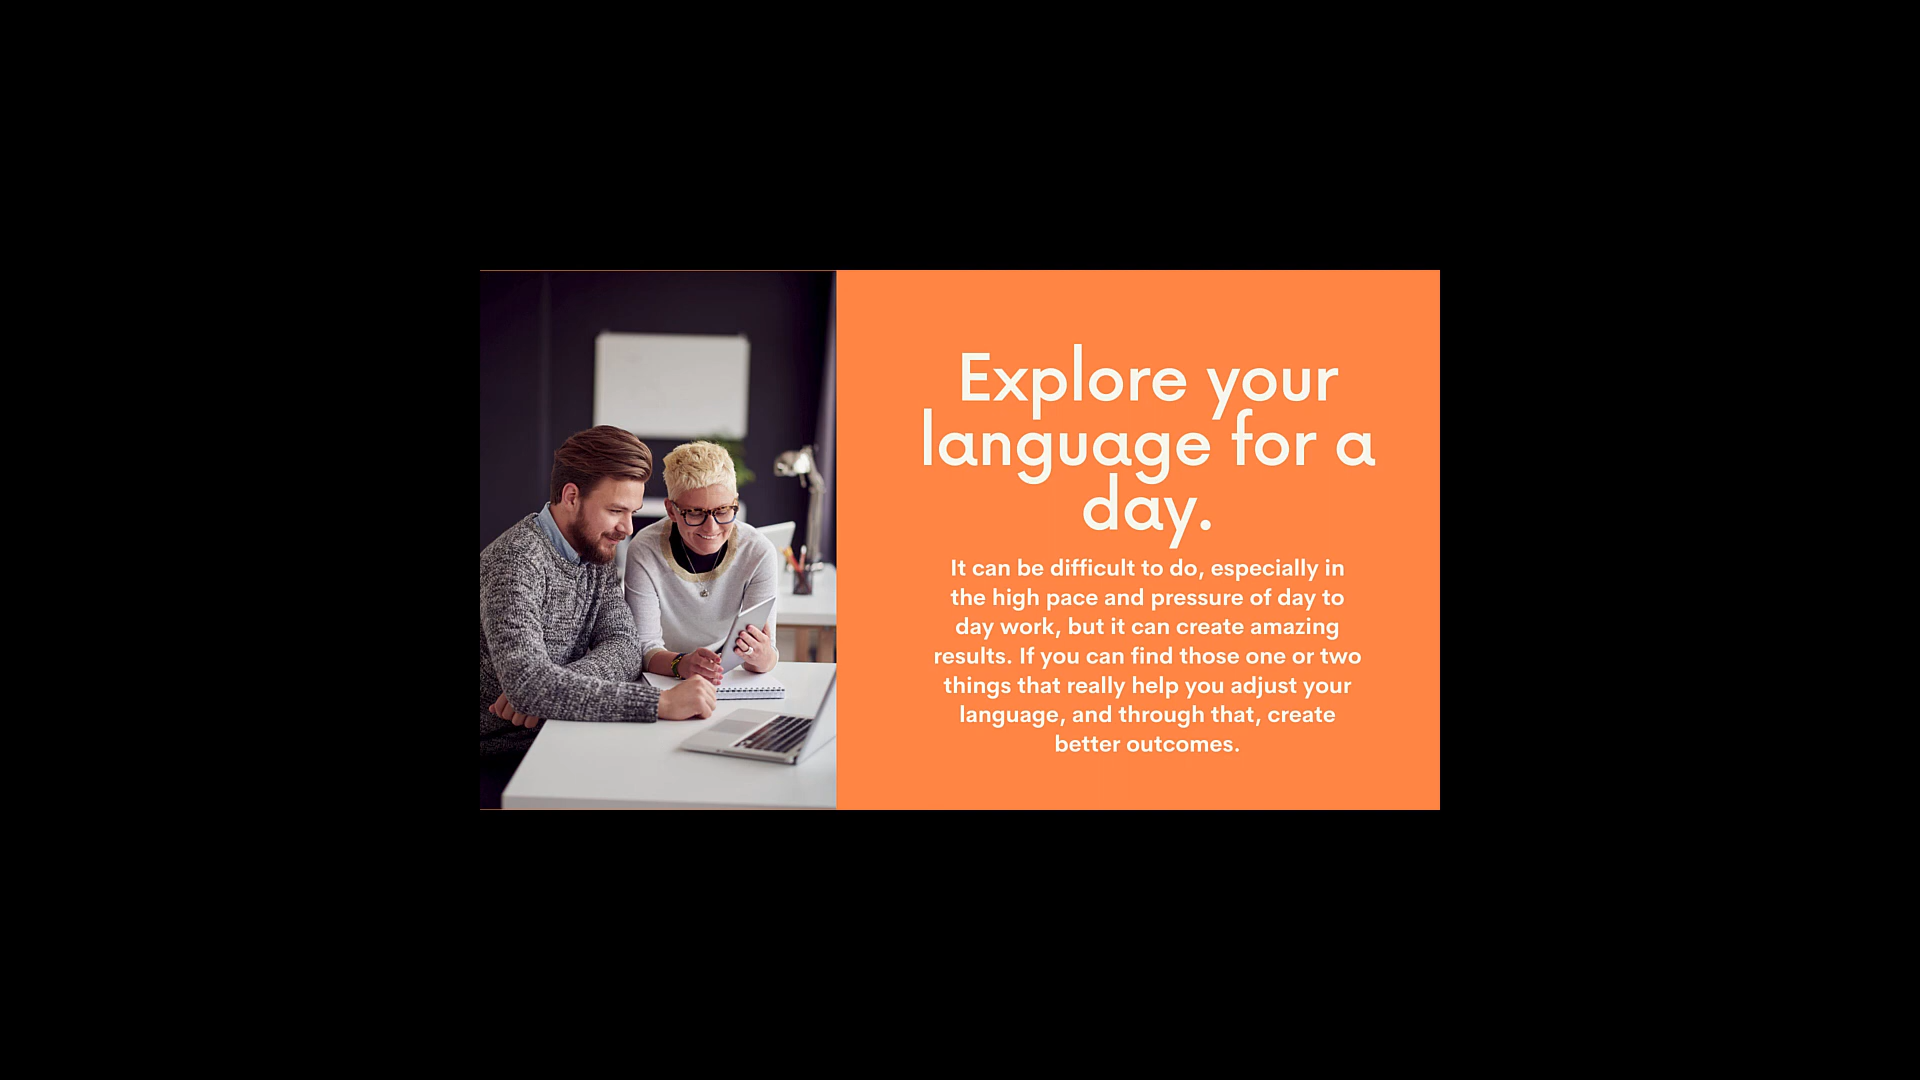 Explore your
language for a
day.
It can be difficult to do, especially in
the high pace and pressure of day to
day work, but it can create amazing
results. If you can find those one or two
things that really help you adjust your
language, and through that, create
better outcomes.